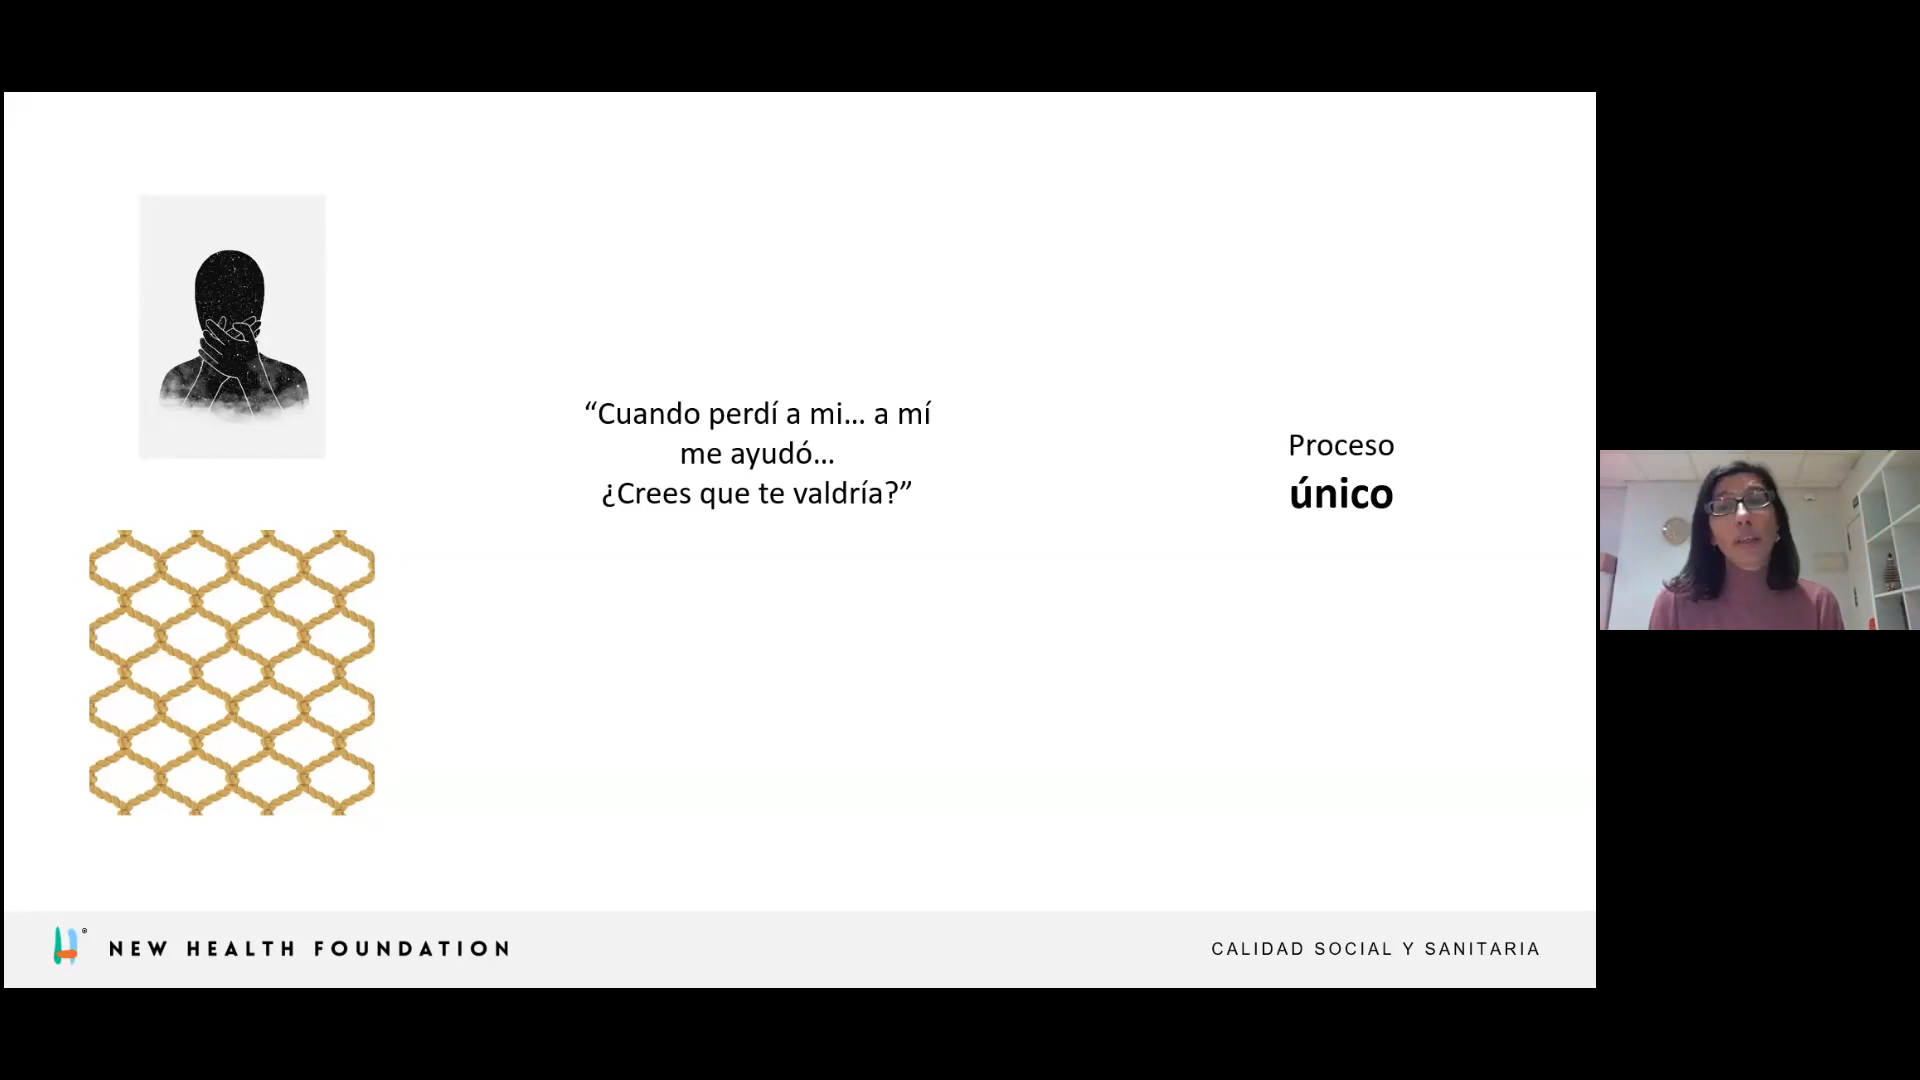 “Cuando perdí a mi... a mí
me ayudó...
¿Crees que te valdría?”
Proceso
único
NEW HEALTH FOUNDATION
CALIDAD SOCIAL Y SANITARIA